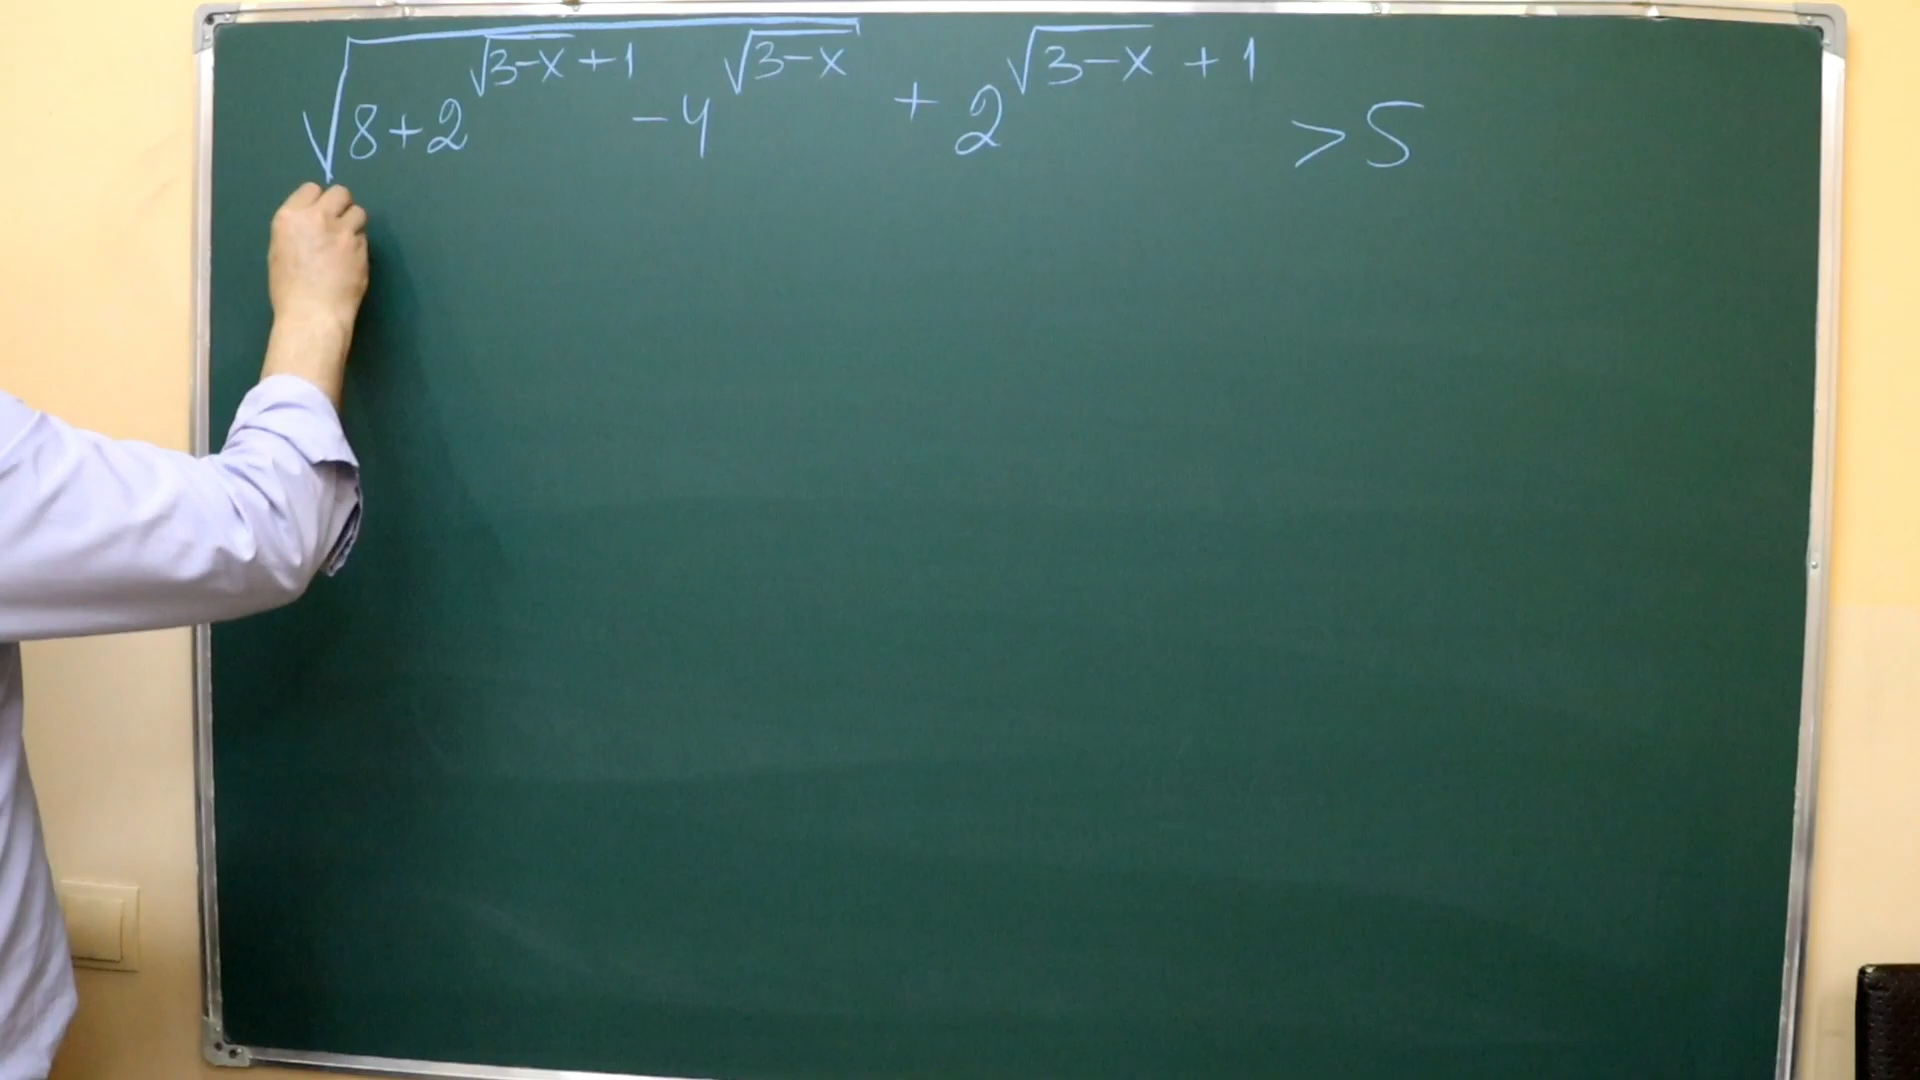 √(8+2^(√(3-x)+1) - 4^√(3-x)) + 2^(√(3-x)+1) > 5